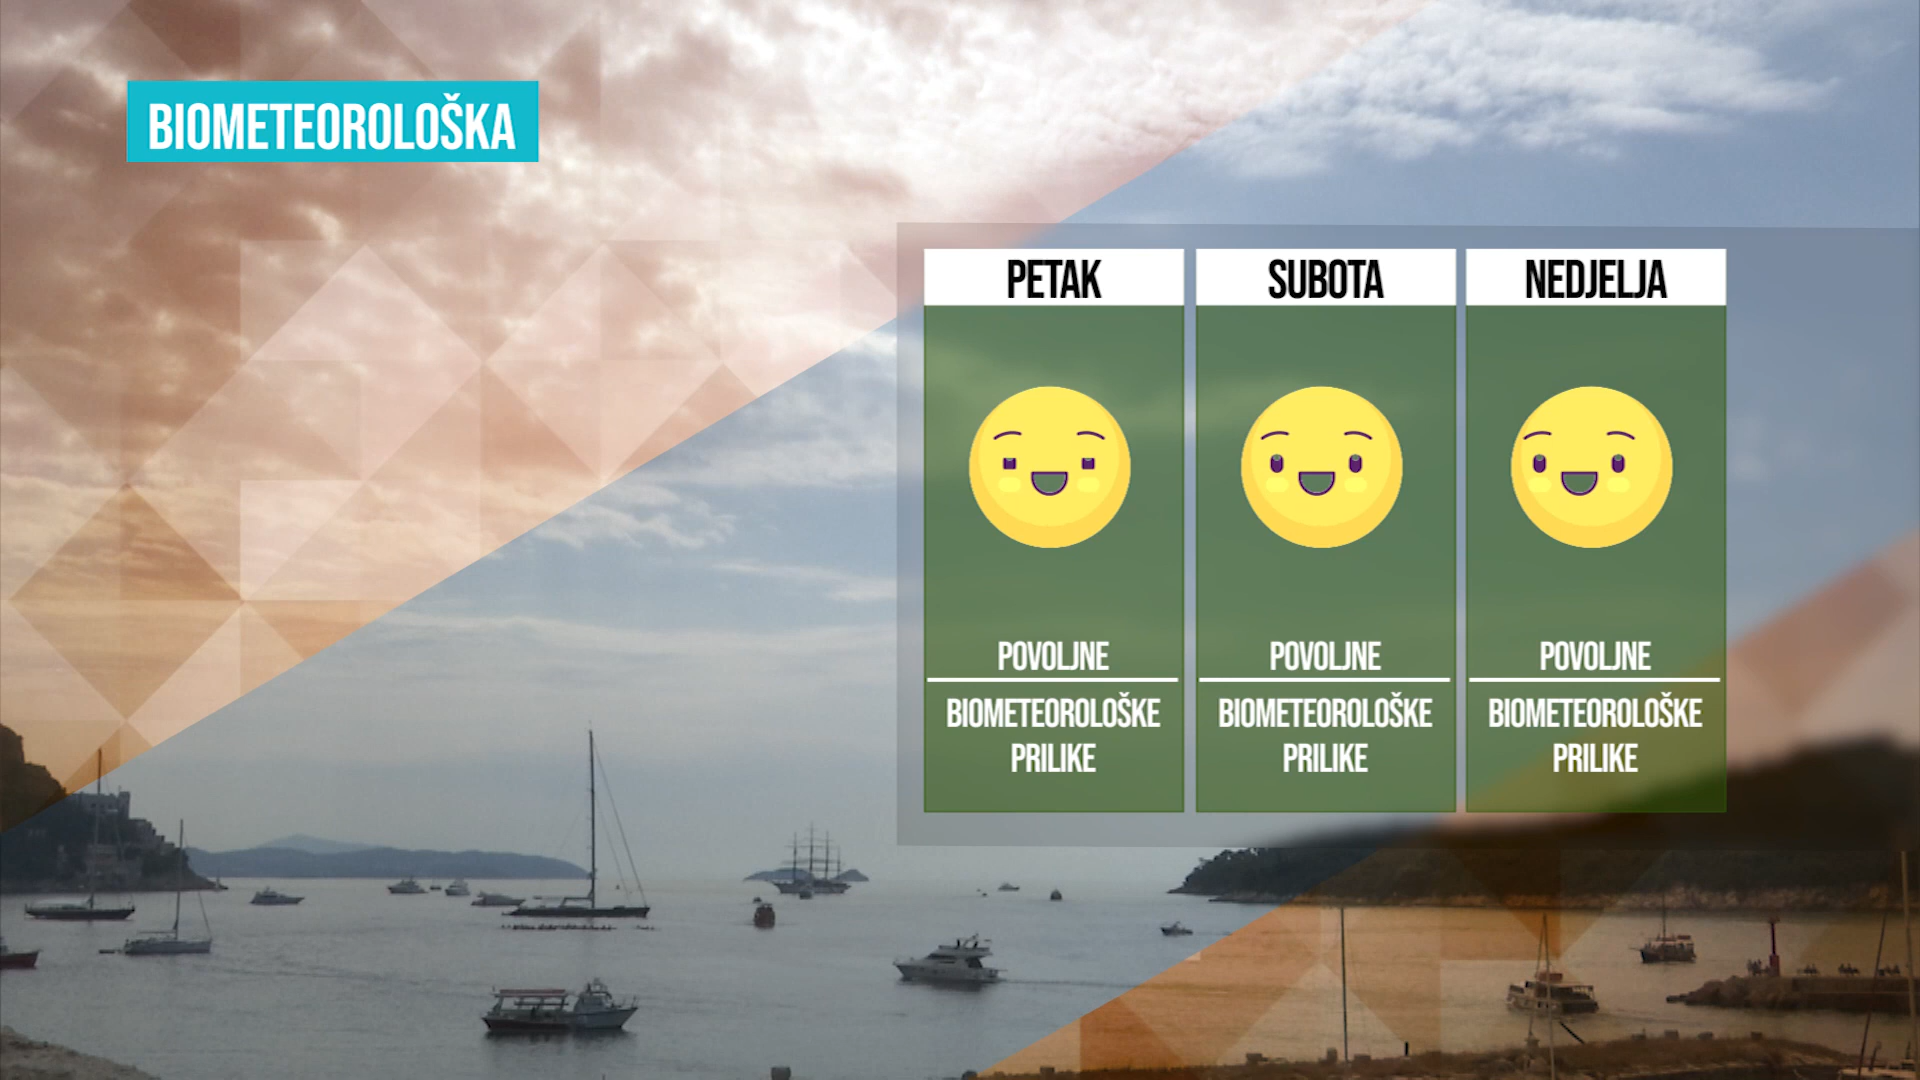 BIOMETEOROLOŠKA
PETAK
POVOLJNE
BIOMETEOROLOŠKE
PRILIKE
SUBOTA
POVOLJNE
BIOMETEOROLOŠKE
PRILIKE
NEDJELJA
POVOLJNE
BIOMETEOROLOŠKE
PRILIKE